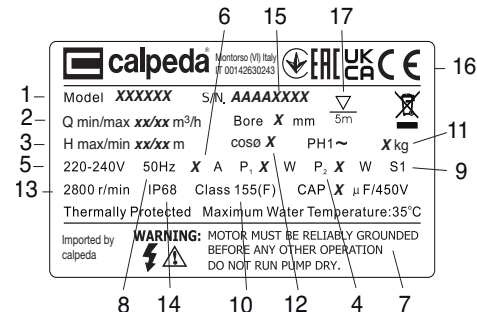 6 15 17
calpeda® Montorso (VI) Italy
IT 00142630243 EAC UK CA CE 16
1 Model XXXXXX S/N. AAAAXXXX
2 Q min/max xx/xx m³/h Bore X mm 5m
3 H max/min xx/xx m cosø X PH1~ X kg 11
5 220-240V 50Hz X A P₁ X W P₂ X W S1 9
13 2800 r/min IP68 Class 155(F) CAP X µF/450V
Thermally Protected Maximum Water Temperature:35°C
Imported by calpeda
WARNING: MOTOR MUST BE RELIABLY GROUNDED
BEFORE ANY OTHER OPERATION
DO NOT RUN PUMP DRY.
8 14 10 12 4 7